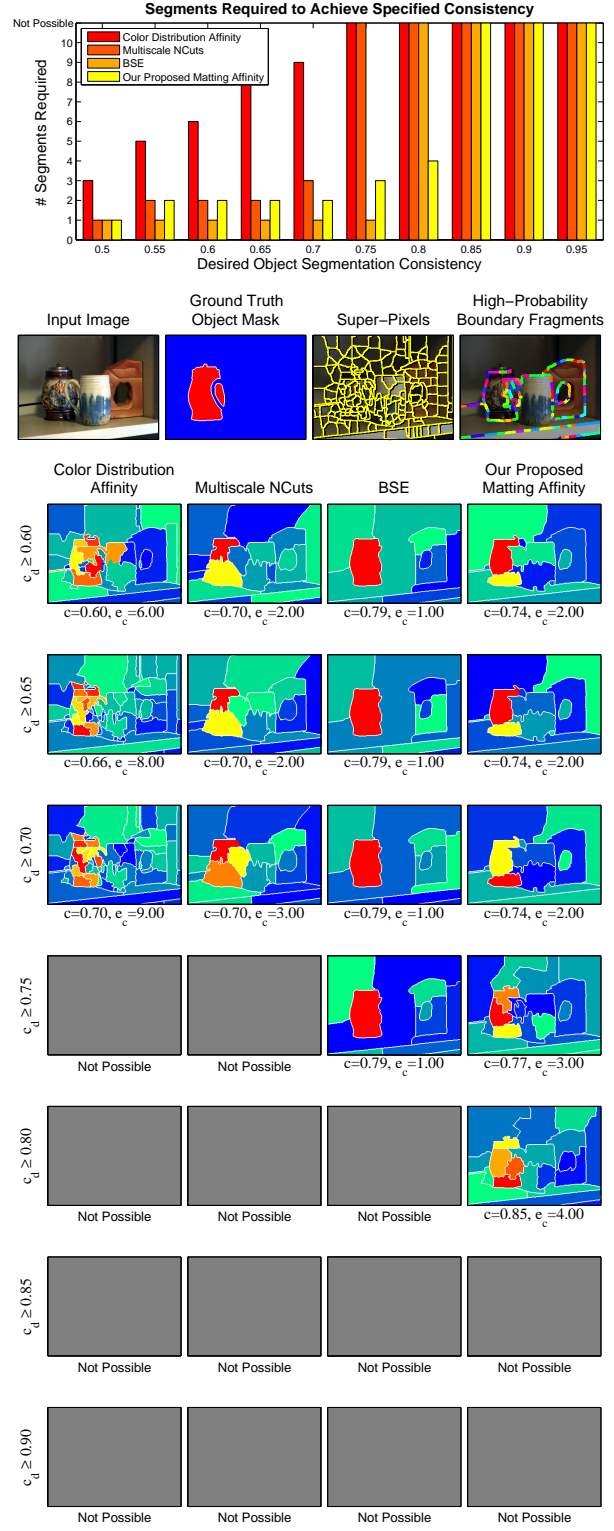 Segments Required to Achieve Specified Consistency
Not Possible
10
9
8
7
6
5
4
3
2
1
0
# Segments Required
Color Distribution Affinity
Multiscale NCuts
BSE
Our Proposed Matting Affinity
0.5 0.55 0.6 0.65 0.7 0.75 0.8 0.85 0.9 0.95
Desired Object Segmentation Consistency
Input Image
Ground Truth
Object Mask
Super-Pixels
High-Probability
Boundary Fragments
Color Distribution
Affinity
Multiscale NCuts
BSE
Our Proposed
Matting Affinity
c_d ≥ 0.60
c=0.60, e_c=6.00
c=0.70, e_c=2.00
c=0.79, e_c=1.00
c=0.74, e_c=2.00
c_d ≥ 0.65
c=0.66, e_c=8.00
c=0.70, e_c=2.00
c=0.79, e_c=1.00
c=0.74, e_c=2.00
c_d ≥ 0.70
c=0.70, e_c=9.00
c=0.70, e_c=3.00
c=0.79, e_c=1.00
c=0.74, e_c=2.00
c_d ≥ 0.75
Not Possible
Not Possible
c=0.79, e_c=1.00
c=0.77, e_c=3.00
c_d ≥ 0.80
Not Possible
Not Possible
Not Possible
c=0.85, e_c=4.00
c_d ≥ 0.85
Not Possible
Not Possible
Not Possible
Not Possible
c_d ≥ 0.90
Not Possible
Not Possible
Not Possible
Not Possible